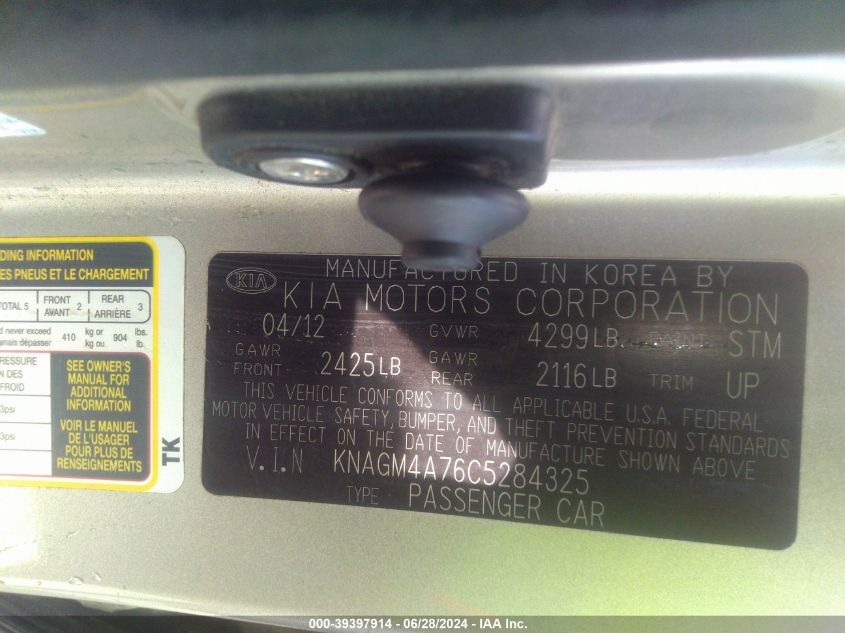 DING INFORMATION
ES PNEUS ET LE CHARGEMENT
TOTAL 5 FRONT AVANT 2 REAR ARRIÈRE 3
d never exceed 410 kg or 904 lbs.
amais dépasser kg ou lb.
RESSURE
ON DES
FROID
3psi
3psi
SEE OWNER'S
MANUAL FOR
ADDITIONAL
INFORMATION
VOIR LE MANUEL
DE L'USAGER
POUR PLUS DE
RENSEIGNEMENTS
TK
KIA
MANUFACTURED IN KOREA BY
KIA MOTORS CORPORATION
04/12 GVWR 4299LB PAINT STM
GAWR FRONT 2425LB GAWR REAR 2116LB TRIM UP
THIS VEHICLE CONFORMS TO ALL APPLICABLE U.S.A. FEDERAL
MOTOR VEHICLE SAFETY, BUMPER, AND THEFT PREVENTION STANDARDS
IN EFFECT ON THE DATE OF MANUFACTURE SHOWN ABOVE
V.I.N KNAGM4A76C5284325
TYPE PASSENGER CAR
000-39397914 - 06/28/2024 - IAA Inc.